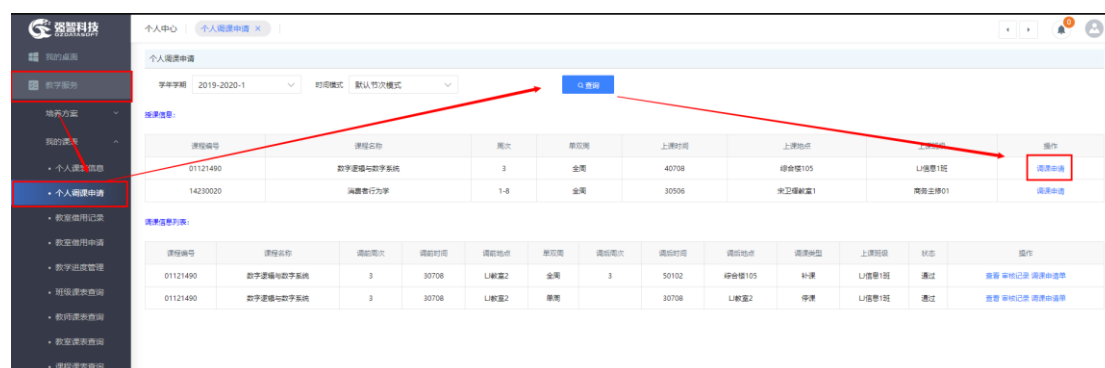 强智科技
QZDATASOFT
个人中心 个人调课申请 ×
我的桌面
个人调课申请
教学服务
学年学期 2019-2020-1 时间模式 默认节次模式 查询
培养方案
授课信息:
我的课表
课程编号 课程名称 周次 单双周 上课时间 上课地点 上课班级 操作
个人课表信息
01121490 数字逻辑与数字系统 3 全周 40708 综合楼105 LJ信息1班 调课申请
个人调课申请
14230020 消费者行为学 1-8 全周 30506 未卫楼教室1 商务主修01 调课申请
教室借用记录
调课信息列表:
教室借用申请
课程编号 课程名称 调前周次 调前时间 调前地点 单双周 调后周次 调后时间 调后地点 调课类型 上课班级 状态 操作
教学进度管理
01121490 数字逻辑与数字系统 3 30708 LJ教室2 全周 3 50102 综合楼105 补课 LJ信息1班 通过 查看 审核记录 调课申请单
班级课表查询
01121490 数字逻辑与数字系统 3 30708 LJ教室2 单周 30708 LJ教室2 停课 LJ信息1班 通过 查看 审核记录 调课申请单
教师课表查询
教室课表查询
课程课表查询